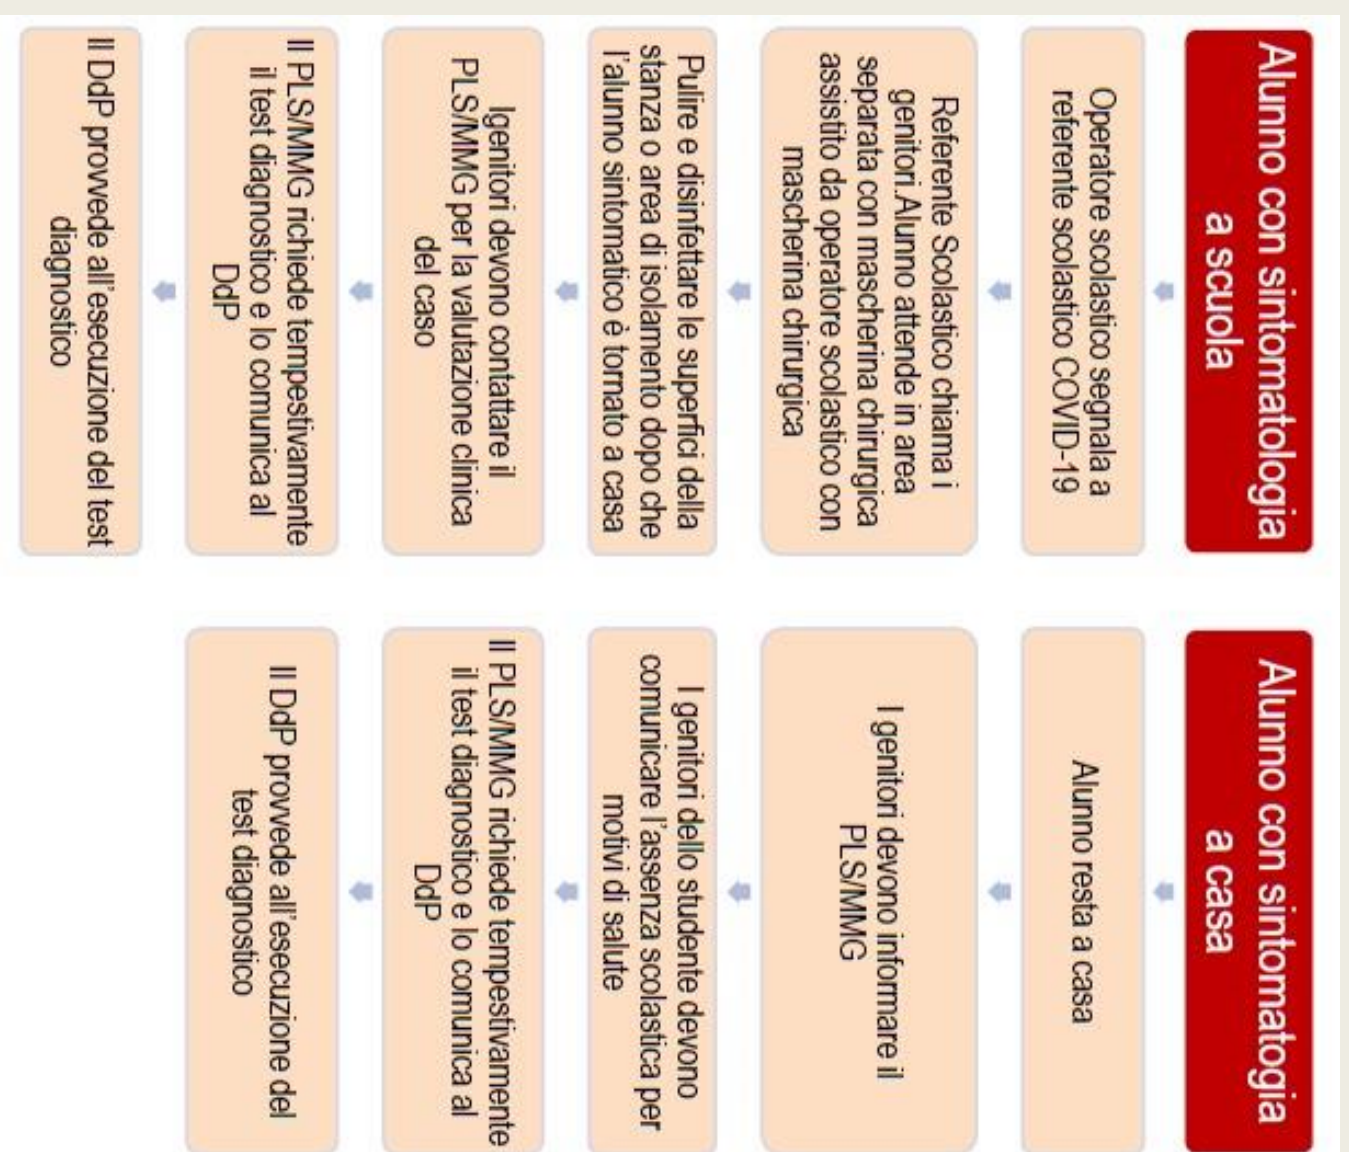 Alunno con sintomatologia
a scuola
Operatore scolastico segnala a
referente scolastico COVID-19
Referente Scolastico chiama i
genitori.Alunno attende in area
separata con mascherina chirurgica
assistito da operatore scolastico con
mascherina chirurgica
Pulire e disinfettare le superfici della
stanza o area di isolamento dopo che
l'alunno sintomatico è tornato a casa
Igenitori devono contattare il
PLS/MMG per la valutazione clinica
del caso
Il PLS/MMG richiede tempestivamente
il test diagnostico e lo comunica al
DdP
Il DdP provvede all'esecuzione del test
diagnostico
Alunno con sintomatogia
a casa
Alunno resta a casa
I genitori devono informare il
PLS/MMG
I genitori dello studente devono
comunicare l'assenza scolastica per
motivi di salute
Il PLS/MMG richiede tempestivamente
il test diagnostico e lo comunica al
DdP
Il DdP provvede all'esecuzione del
test diagnostico